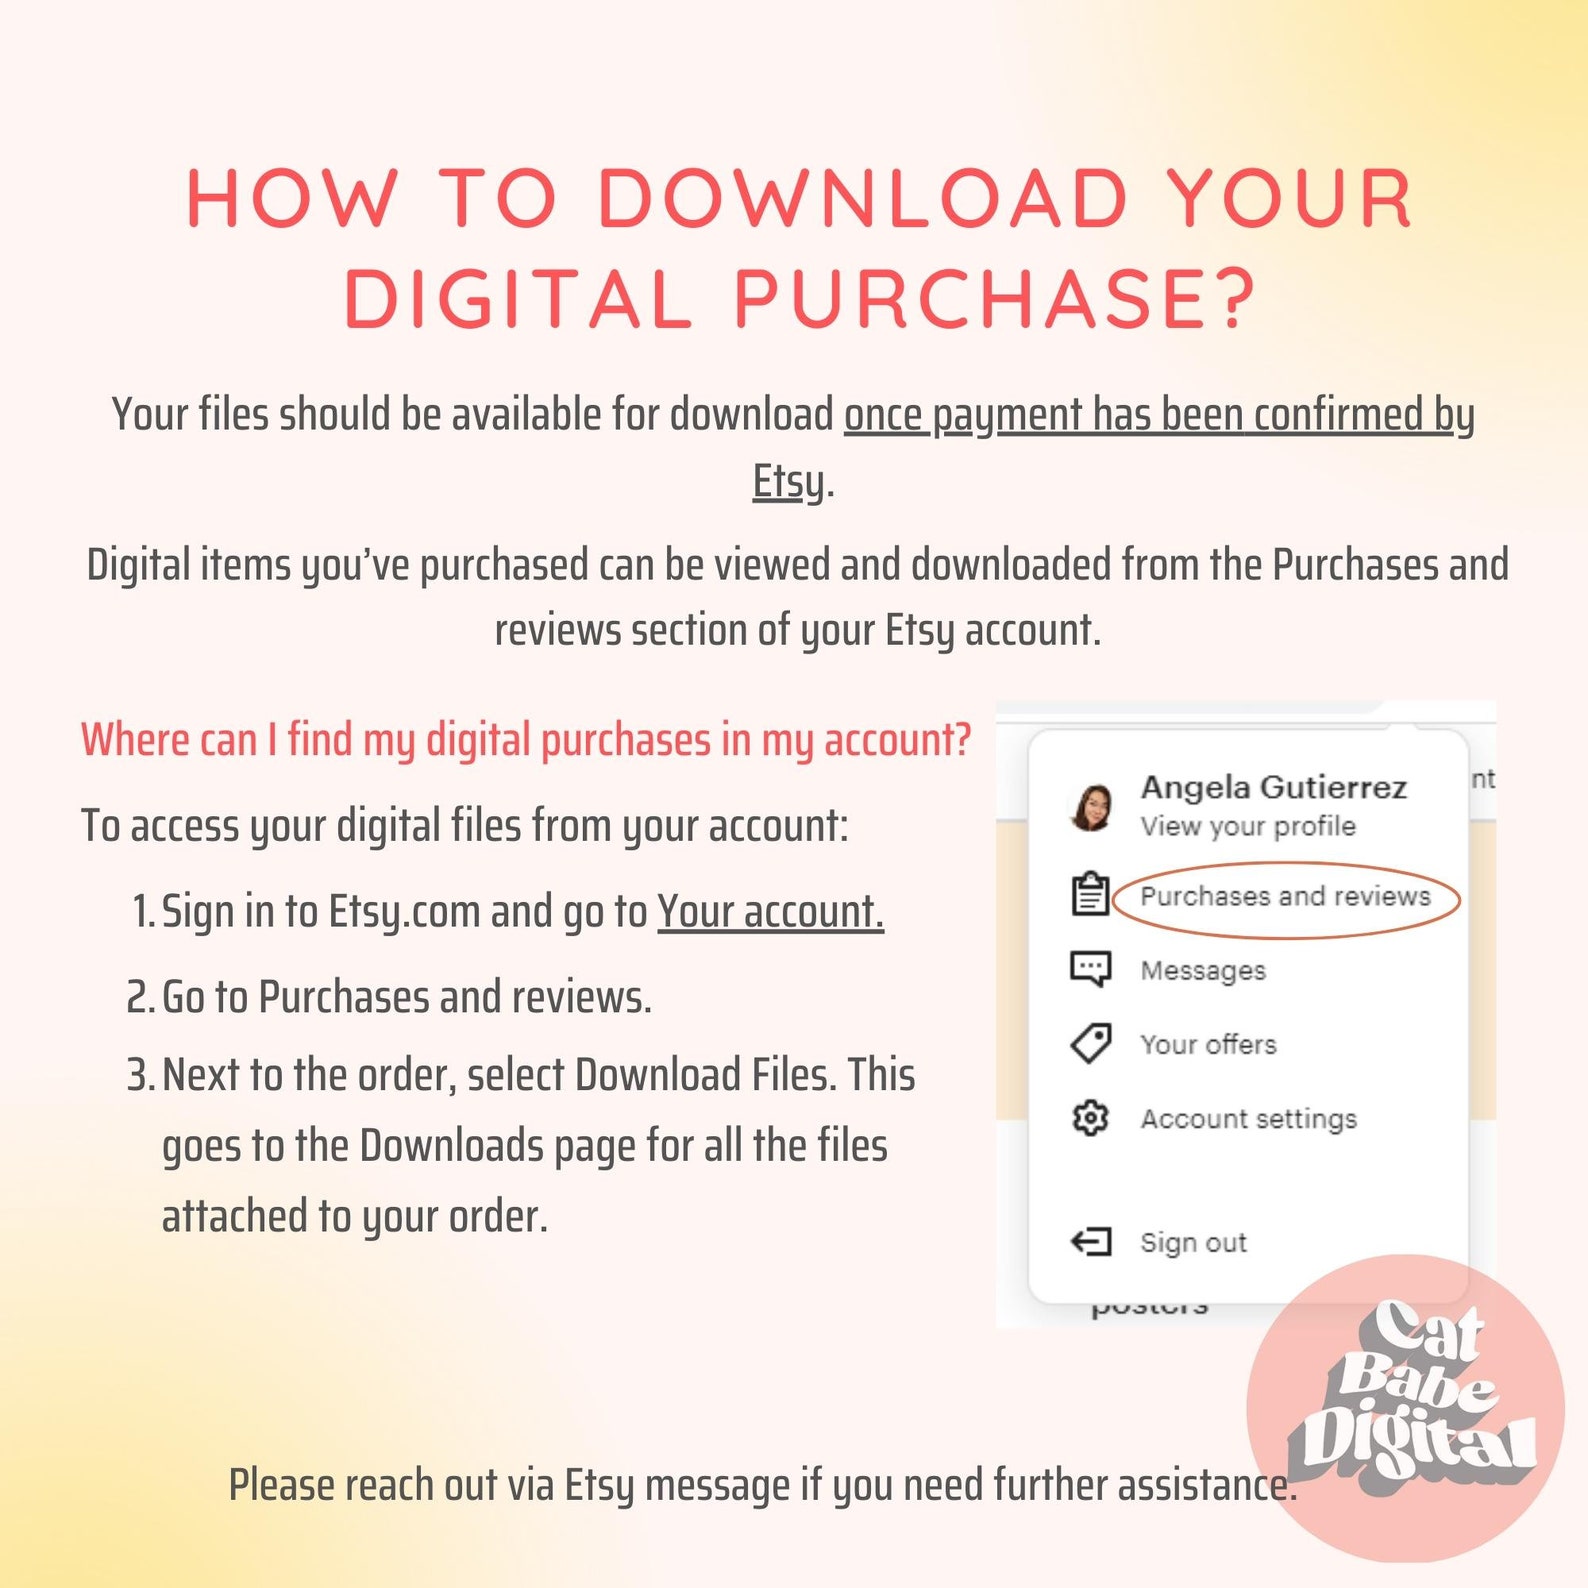 HOW TO DOWNLOAD YOUR
DIGITAL PURCHASE?
Your files should be available for download once payment has been confirmed by
Etsy.
Digital items you’ve purchased can be viewed and downloaded from the Purchases and
reviews section of your Etsy account.
Where can I find my digital purchases in my account?
To access your digital files from your account:
1. Sign in to Etsy.com and go to Your account.
2. Go to Purchases and reviews.
3. Next to the order, select Download Files. This
goes to the Downloads page for all the files
attached to your order.
nt
Angela Gutierrez
View your profile
Purchases and reviews
Messages
Your offers
Account settings
Sign out
posters
Cat
Babe
Digital
Please reach out via Etsy message if you need further assistance.